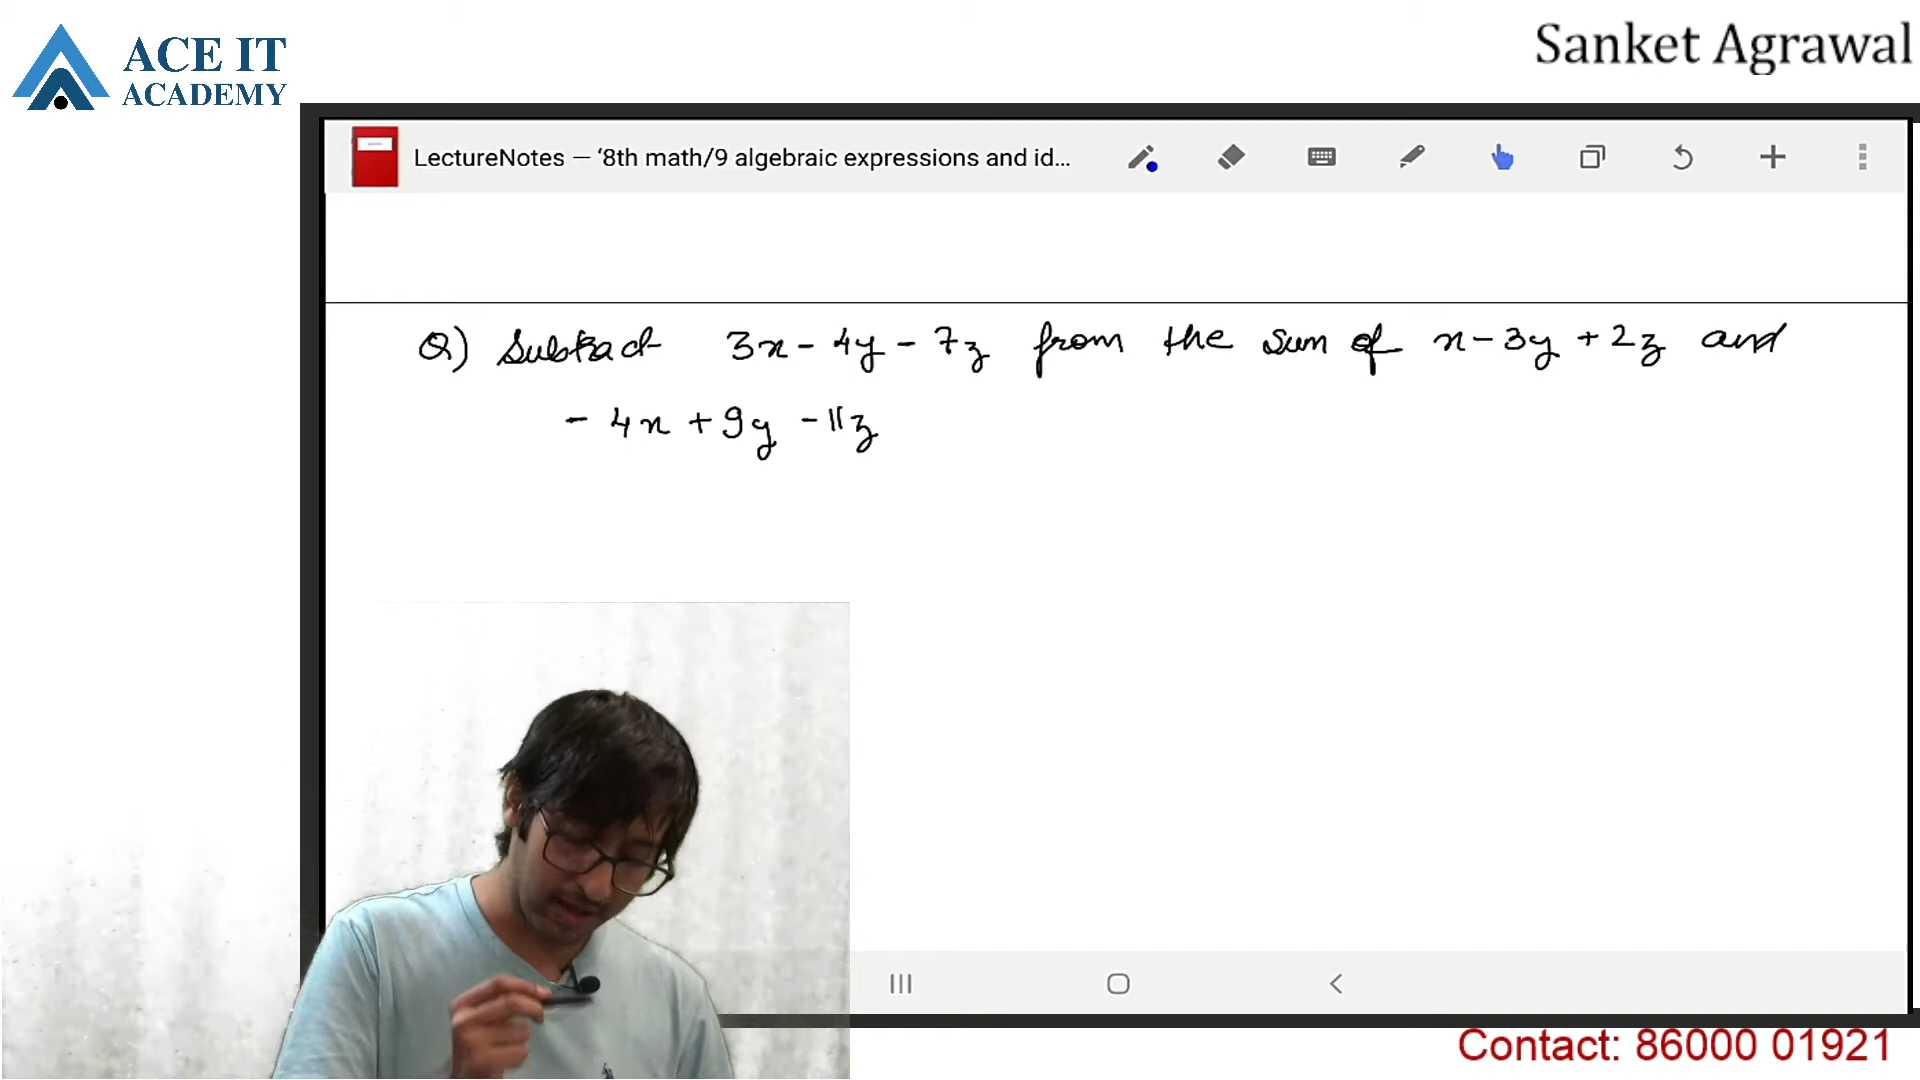 ACE IT
ACADEMY
Sanket Agrawal
LectureNotes — ‘8th math/9 algebraic expressions and id...
Q) Subtract 3x - 4y - 7z from the sum of x - 3y + 2z and
- 4x + 9y - 11z
Contact: 86000 01921